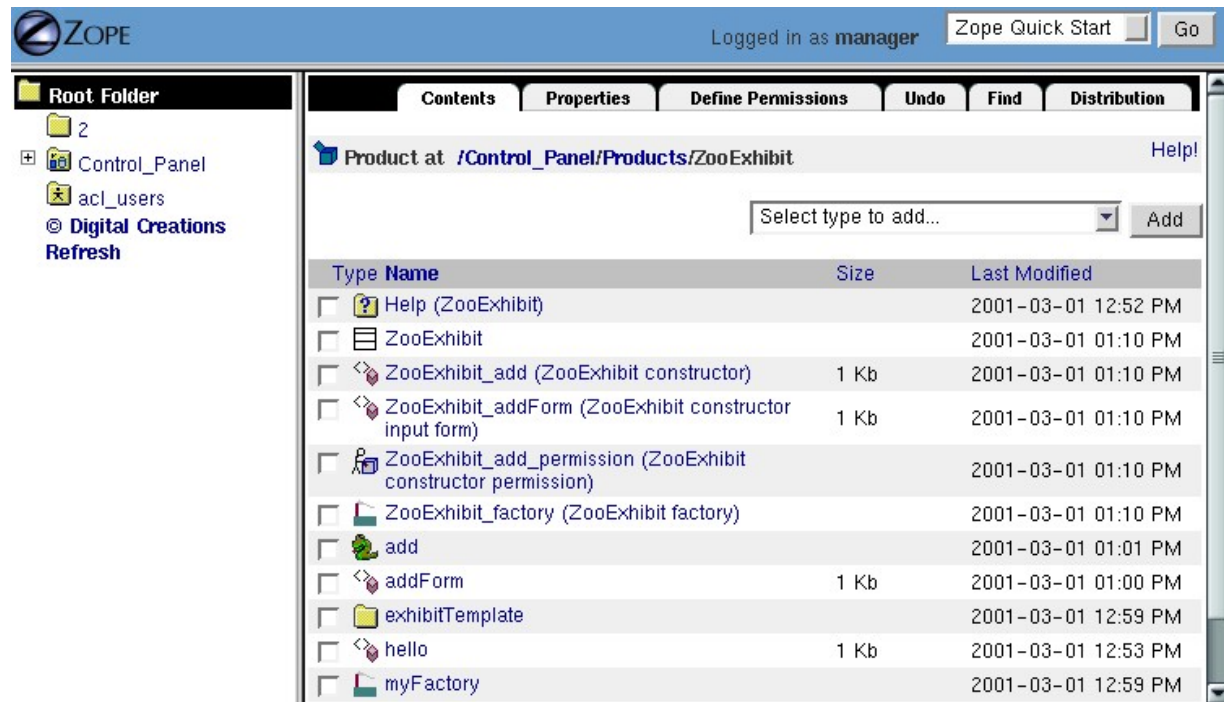 ZOPE
Logged in as manager
Zope Quick Start
Go
Root Folder
2
Control_Panel
acl_users
© Digital Creations
Refresh
Contents Properties Define Permissions Undo Find Distribution
Product at /Control_Panel/Products/ZooExhibit
Help!
Select type to add...
Add
Type Name Size Last Modified
Help (ZooExhibit) 2001-03-01 12:52 PM
ZooExhibit 2001-03-01 01:10 PM
ZooExhibit_add (ZooExhibit constructor) 1 Kb 2001-03-01 01:10 PM
ZooExhibit_addForm (ZooExhibit constructor
input form) 1 Kb 2001-03-01 01:10 PM
ZooExhibit_add_permission (ZooExhibit
constructor permission) 2001-03-01 01:10 PM
ZooExhibit_factory (ZooExhibit factory) 2001-03-01 01:10 PM
add 2001-03-01 01:01 PM
addForm 1 Kb 2001-03-01 01:00 PM
exhibitTemplate 2001-03-01 12:59 PM
hello 1 Kb 2001-03-01 12:53 PM
myFactory 2001-03-01 12:59 PM